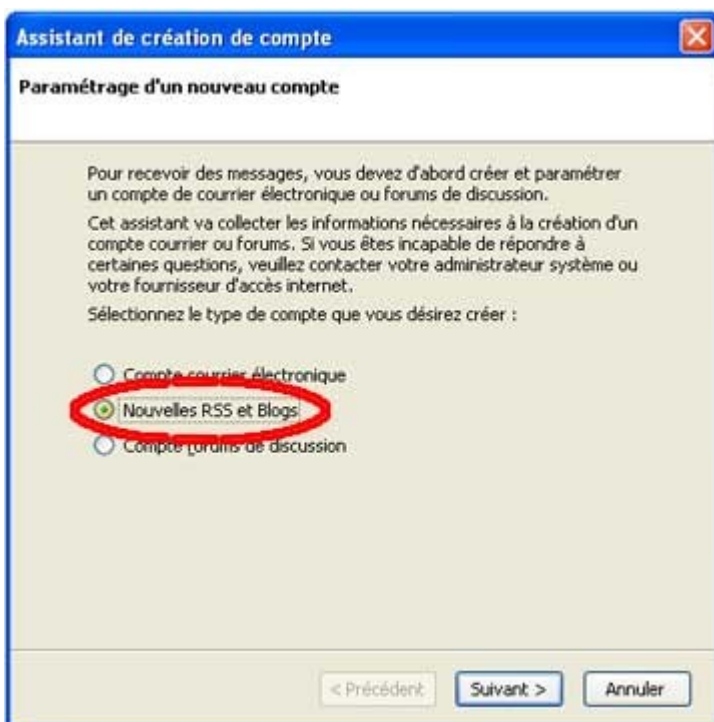 Assistant de création de compte
Paramétrage d'un nouveau compte
Pour recevoir des messages, vous devez d'abord créer et paramétrer
un compte de courrier électronique ou forums de discussion.
Cet assistant va collecter les informations nécessaires à la création d'un
compte courrier ou forums. Si vous êtes incapable de répondre à
certaines questions, veuillez contacter votre administrateur système ou
votre fournisseur d'accès internet.
Sélectionnez le type de compte que vous désirez créer :
Compte courrier électronique
Nouvelles RSS et Blogs
Compte forums de discussion
< Précédent
Suivant >
Annuler